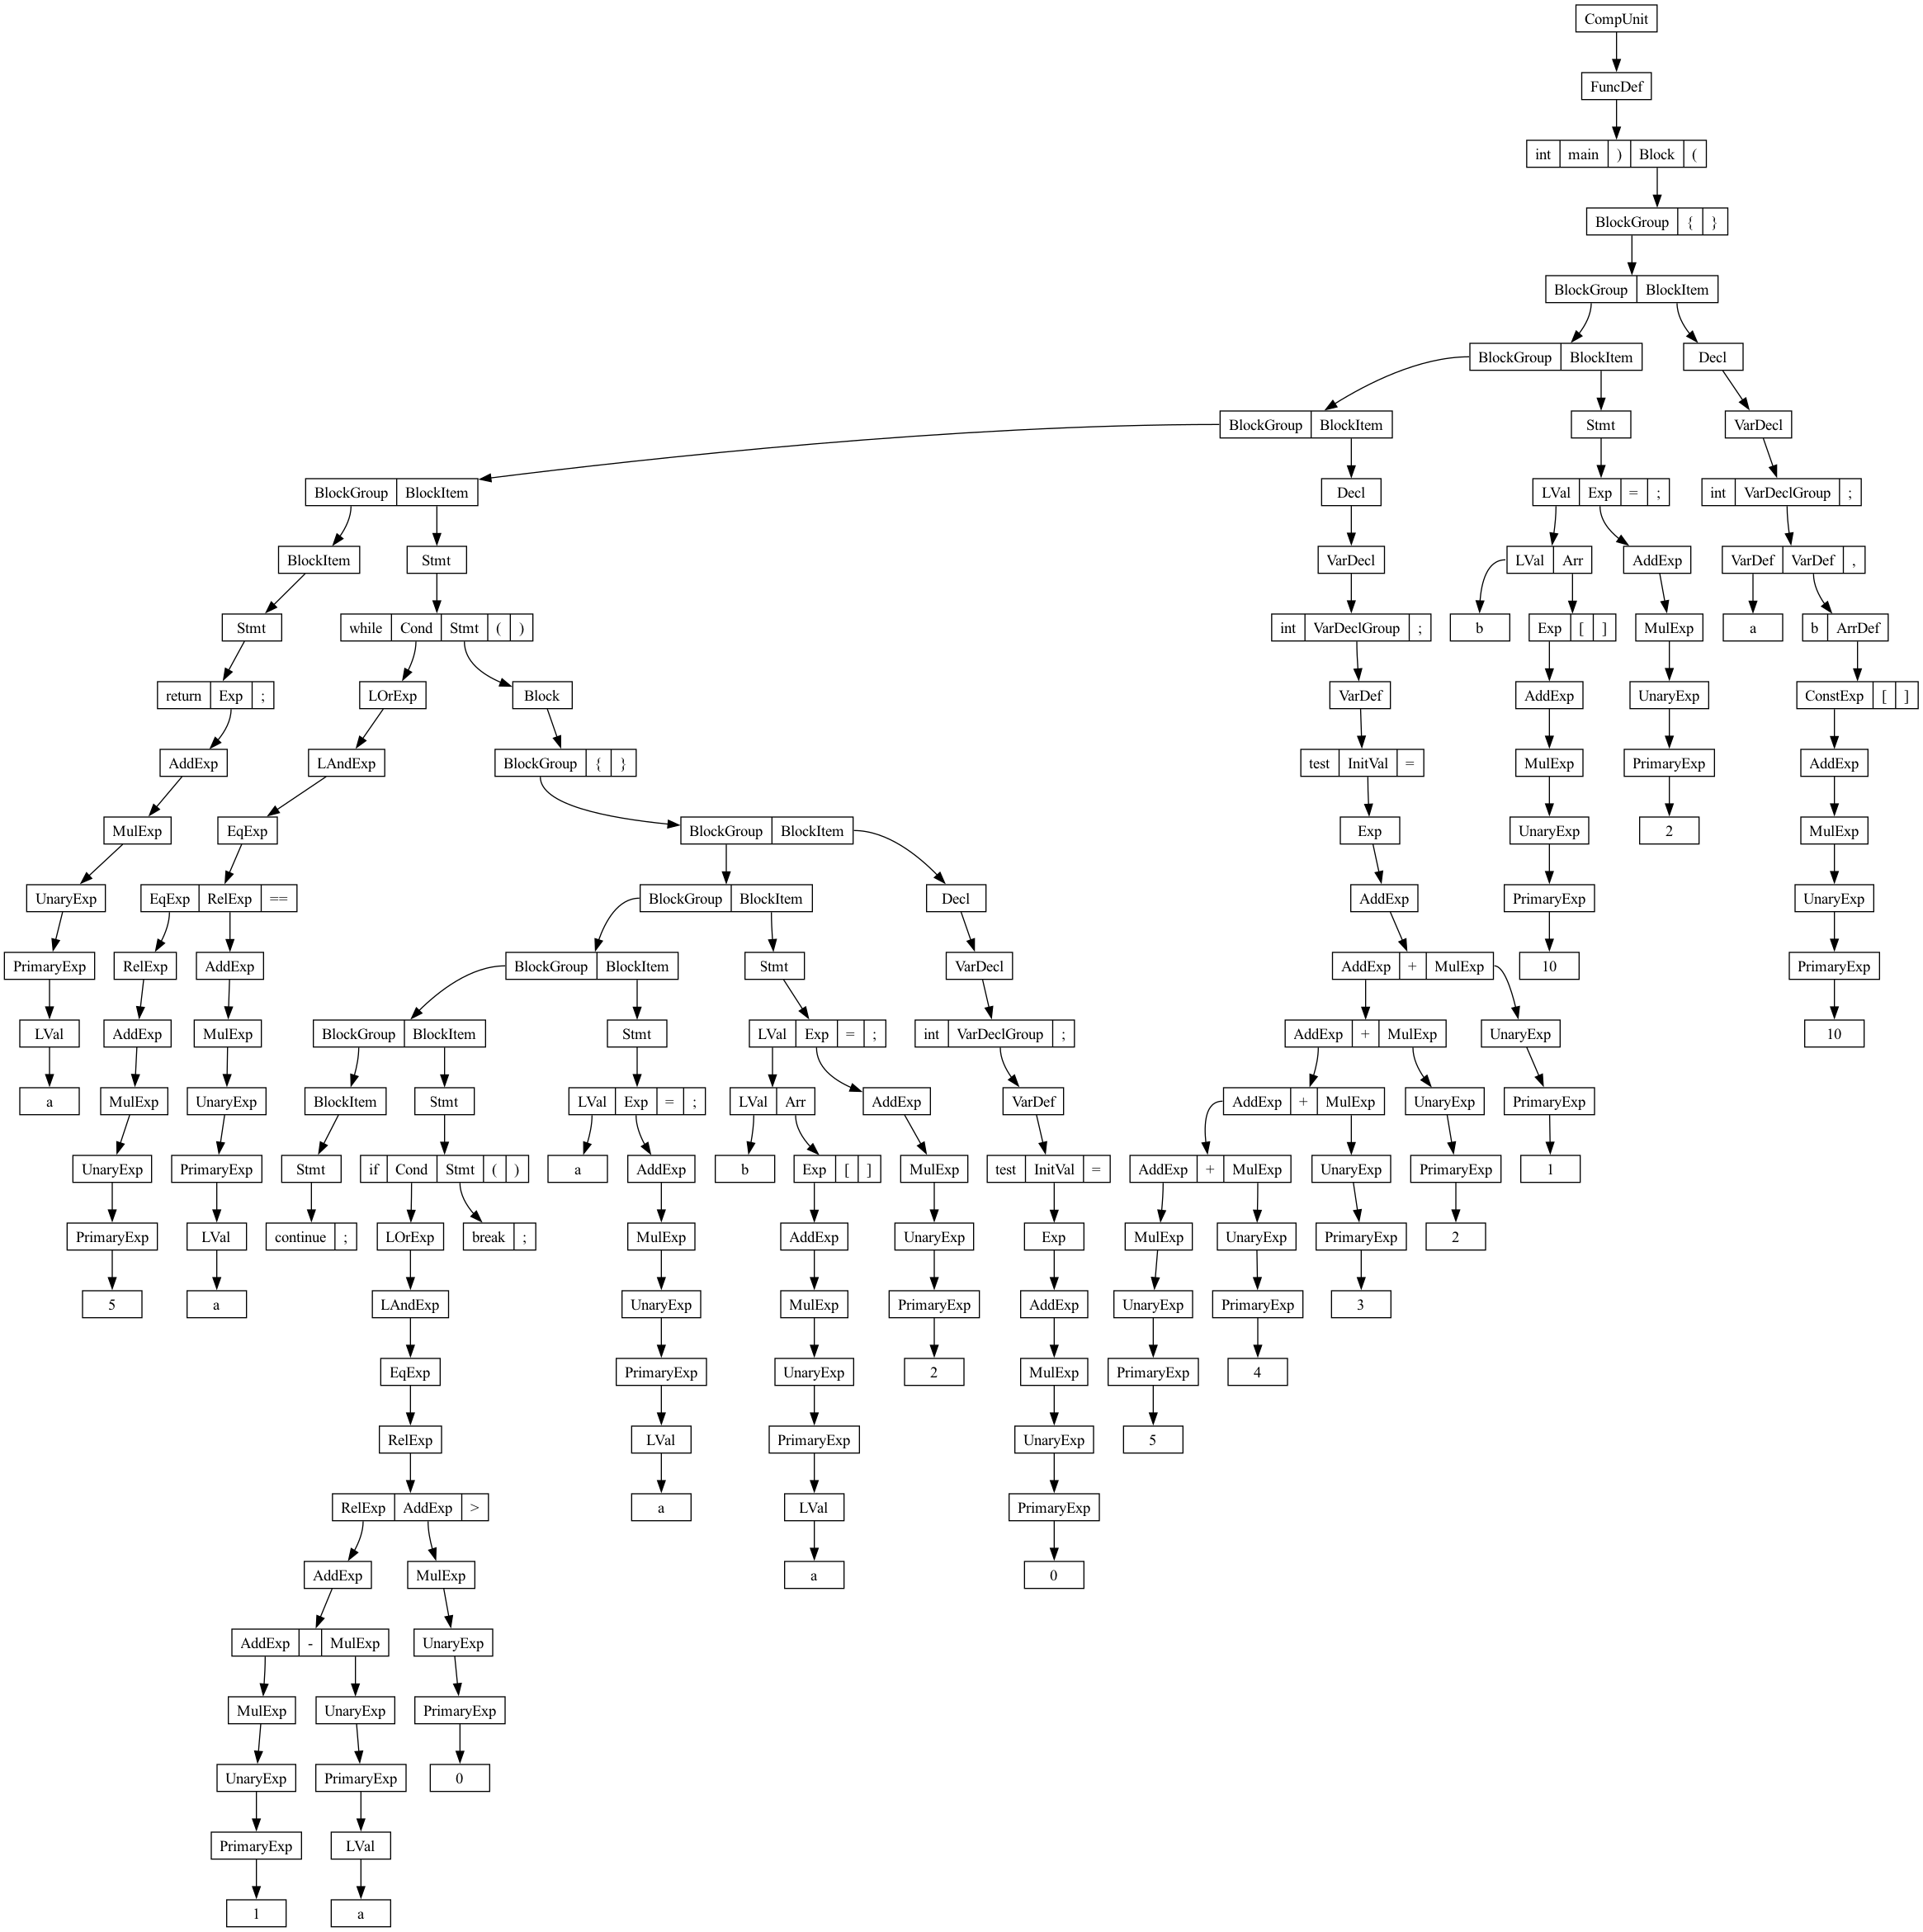 CompUnit
FuncDef
int main ) Block (
BlockGroup { }
BlockGroup BlockItem
BlockGroup BlockItem Decl
BlockGroup BlockItem Stmt VarDecl
BlockGroup BlockItem Decl LVal Exp = ; int VarDeclGroup ;
BlockItem Stmt VarDecl LVal Arr AddExp VarDef VarDef ,
Stmt while Cond Stmt ( ) int VarDeclGroup ; b Exp [ ] MulExp a b ArrDef
return Exp ; LOrExp Block VarDef AddExp UnaryExp ConstExp [ ]
AddExp LAndExp BlockGroup { } test InitVal = MulExp PrimaryExp AddExp
MulExp EqExp BlockGroup BlockItem Exp UnaryExp 2 MulExp
UnaryExp EqExp RelExp == BlockGroup BlockItem Decl AddExp PrimaryExp UnaryExp
PrimaryExp RelExp AddExp BlockGroup BlockItem Stmt VarDecl AddExp + MulExp 10 PrimaryExp
LVal AddExp MulExp BlockGroup BlockItem Stmt LVal Exp = ; int VarDeclGroup ; AddExp + MulExp UnaryExp 10
a MulExp UnaryExp BlockItem Stmt LVal Exp = ; LVal Arr AddExp VarDef AddExp + MulExp UnaryExp PrimaryExp
UnaryExp PrimaryExp Stmt if Cond Stmt ( ) a AddExp b Exp [ ] MulExp test InitVal = AddExp + MulExp UnaryExp PrimaryExp 1
PrimaryExp LVal continue ; LOrExp break ; MulExp AddExp UnaryExp Exp MulExp UnaryExp PrimaryExp 2
5 a LAndExp UnaryExp MulExp PrimaryExp AddExp UnaryExp PrimaryExp 3
EqExp PrimaryExp UnaryExp 2 MulExp PrimaryExp 4
RelExp LVal PrimaryExp UnaryExp 5
RelExp AddExp > a LVal PrimaryExp
AddExp MulExp a 0
AddExp - MulExp UnaryExp
MulExp UnaryExp PrimaryExp
UnaryExp PrimaryExp 0
PrimaryExp LVal
1 a